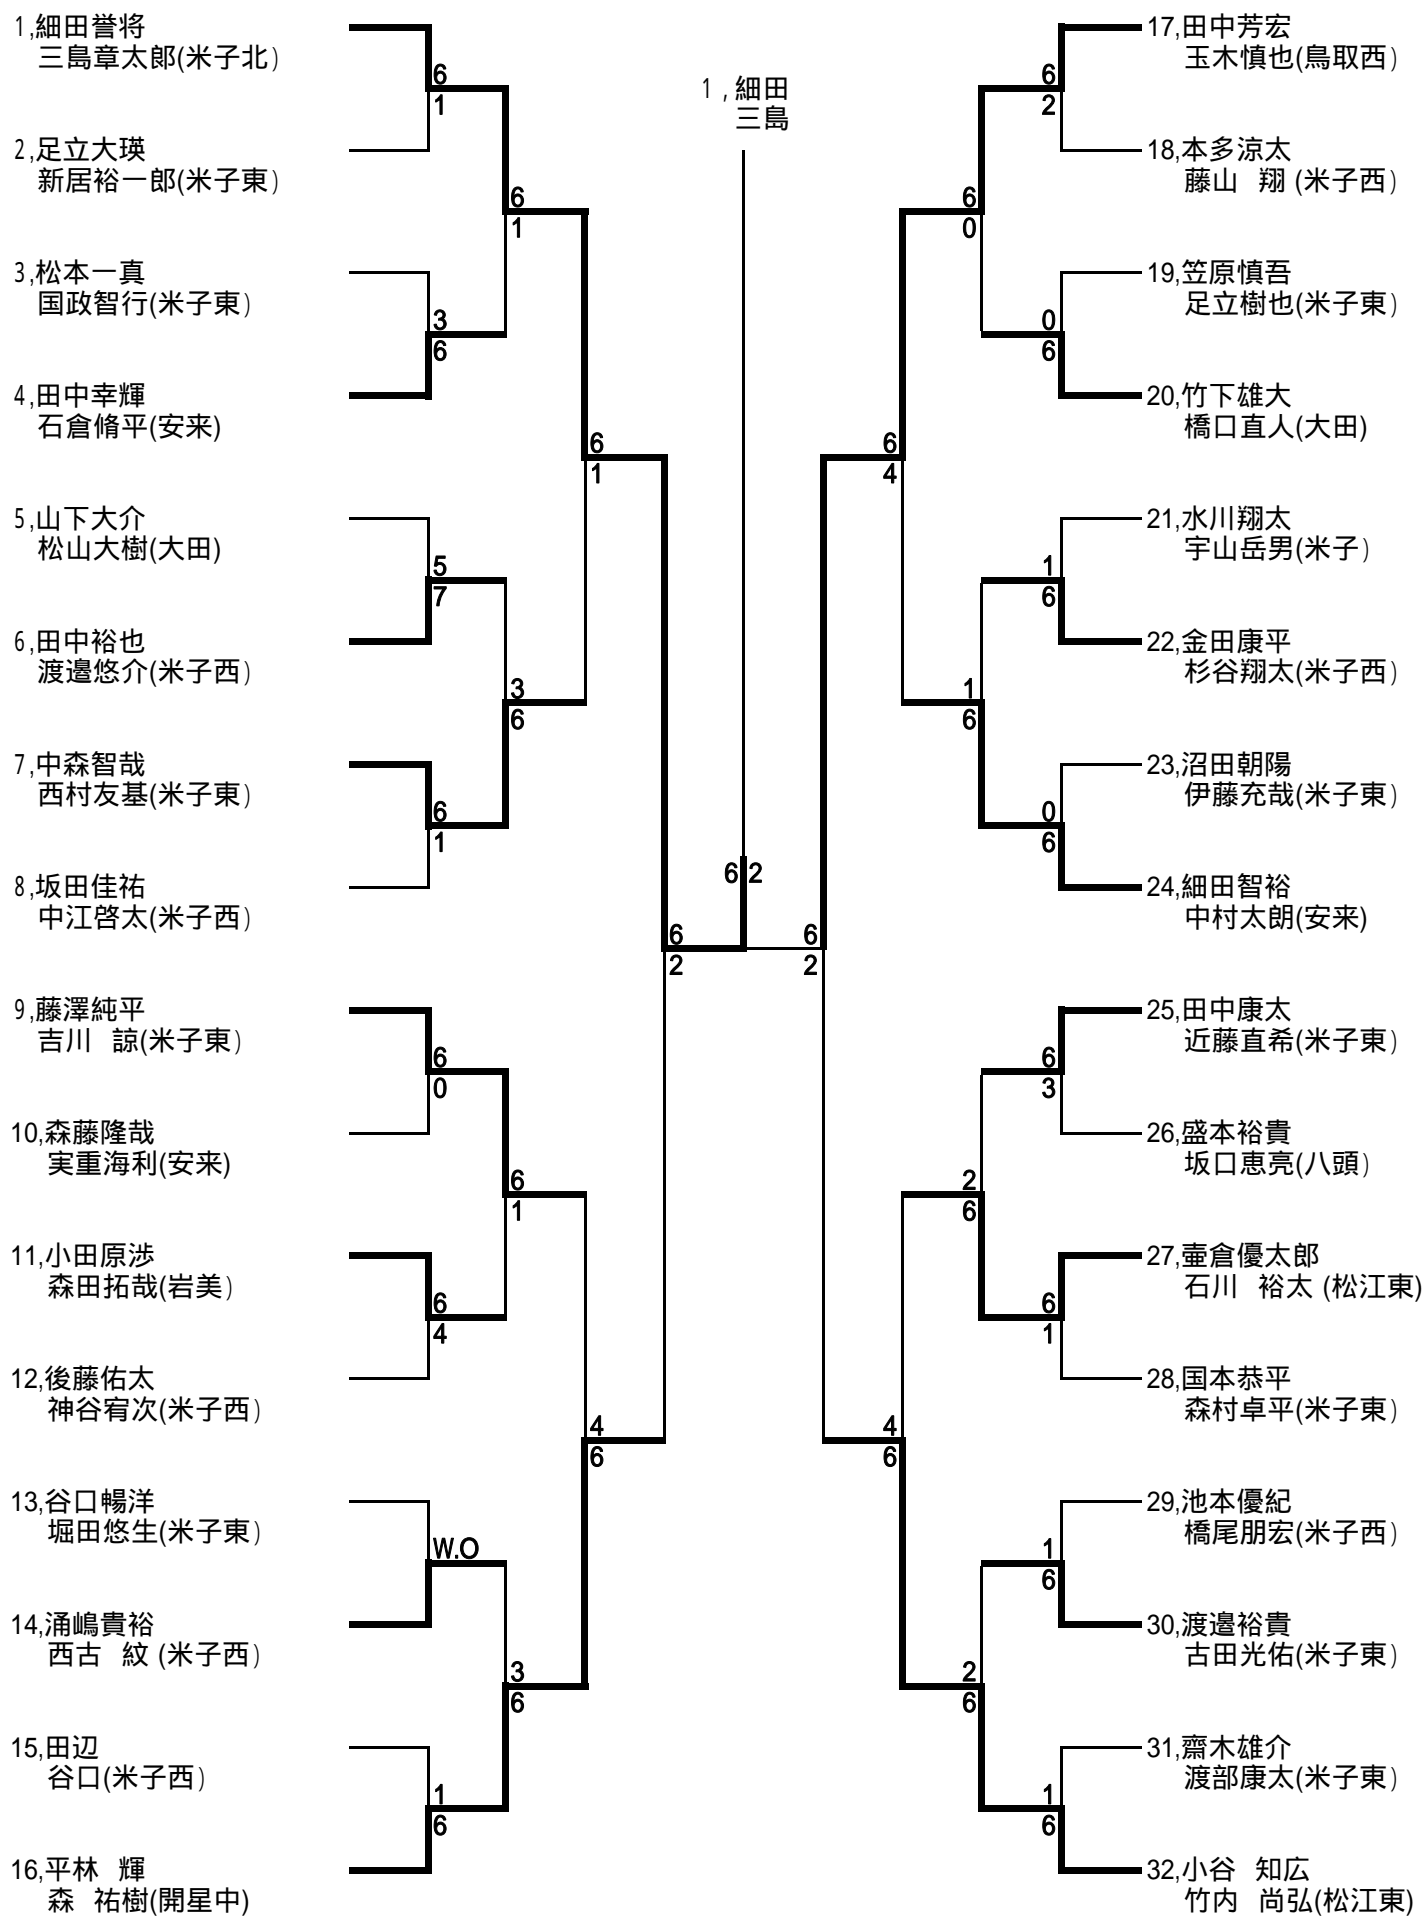 1,細田誉将
三島章太郎(米子北)
2,足立大瑛
新居裕一郎(米子東)
3,松本一真
国政智行(米子東)
4,田中幸輝
石倉脩平(安来)
5,山下大介
松山大樹(大田)
6,田中裕也
渡邉悠介(米子西)
7,中森智哉
西村友基(米子東)
8,坂田佳祐
中江啓太(米子西)
9,藤澤純平
吉川 諒(米子東)
10,森藤隆哉
実重海利(安来)
11,小田原渉
森田拓哉(岩美)
12,後藤佑太
神谷宥次(米子西)
13,谷口暢洋
堀田悠生(米子東)
14,涌嶋貴裕
西古 紋 (米子西)
15,田辺
谷口(米子西)
16,平林 輝
森 祐樹(開星中)
6
1
3
6
5
7
6
1
6
0
6
4
W.O
1
6
6
1
3
6
6
1
3
6
6
1
4
6
6
2
1,細田
三島
6 2
6
2
6
4
4
6
6
0
1
6
2
6
2
6
6
2
0
6
1
6
0
6
6
3
6
1
1
6
1
6
17,田中芳宏
玉木慎也(鳥取西)
18,本多涼太
藤山 翔 (米子西)
19,笠原慎吾
足立樹也(米子東)
20,竹下雄大
橋口直人(大田)
21,水川翔太
宇山岳男(米子)
22,金田康平
杉谷翔太(米子西)
23,沼田朝陽
伊藤充哉(米子東)
24,細田智裕
中村太朗(安来)
25,田中康太
近藤直希(米子東)
26,盛本裕貴
坂口恵亮(八頭)
27,壷倉優太郎
石川 裕太 (松江東)
28,国本恭平
森村卓平(米子東)
29,池本優紀
橋尾朋宏(米子西)
30,渡邉裕貴
古田光佑(米子東)
31,齋木雄介
渡部康太(米子東)
32,小谷 知広
竹内 尚弘(松江東)